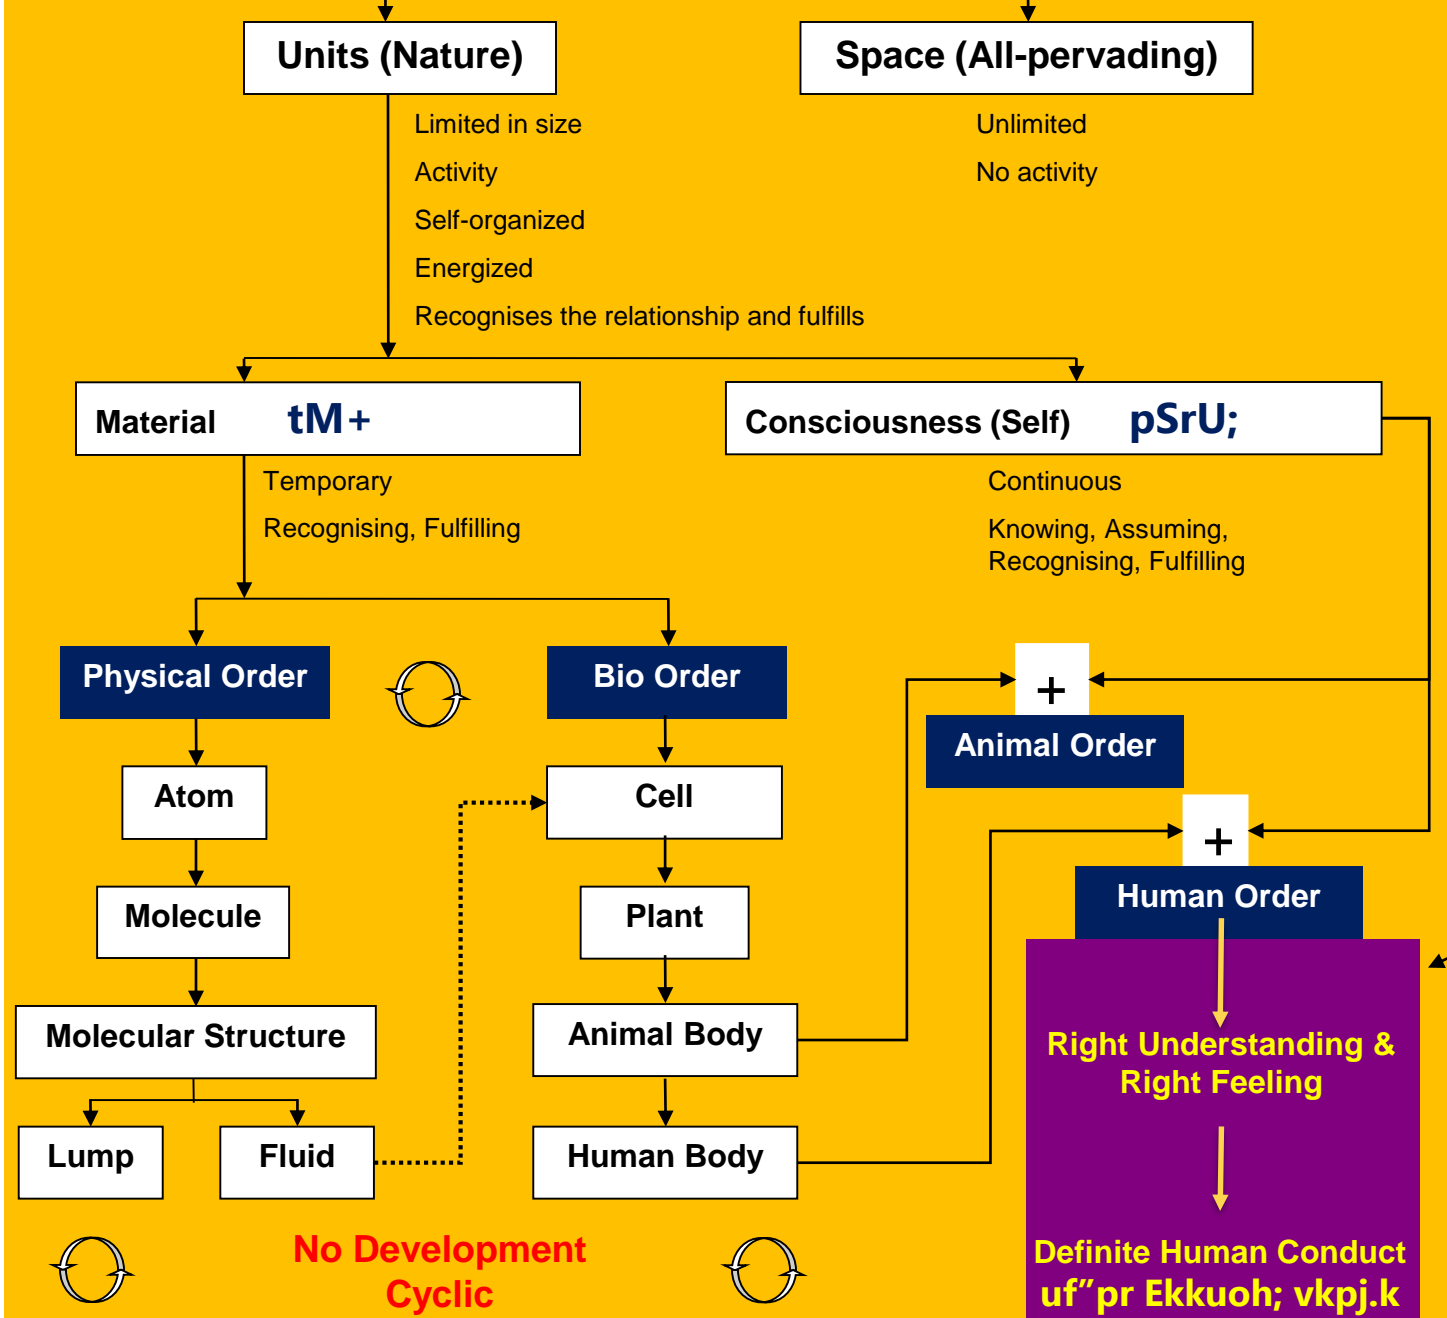 Units (Nature)
Space (All-pervading)
Limited in size
Unlimited
Activity
No activity
Self-organized
Energized
Recognises the relationship and fulfills
Material tM+
Consciousness (Self) pSrU;
Temporary
Continuous
Recognising, Fulfilling
Knowing, Assuming,
Recognising, Fulfilling
Physical Order
Bio Order
+
Animal Order
Atom
Cell
+
Human Order
Molecule
Plant
Molecular Structure
Animal Body
Right Understanding &
Right Feeling
Lump
Fluid
Human Body
No Development
Cyclic
Definite Human Conduct
uf”pr Ekkuoh; vkpj.k